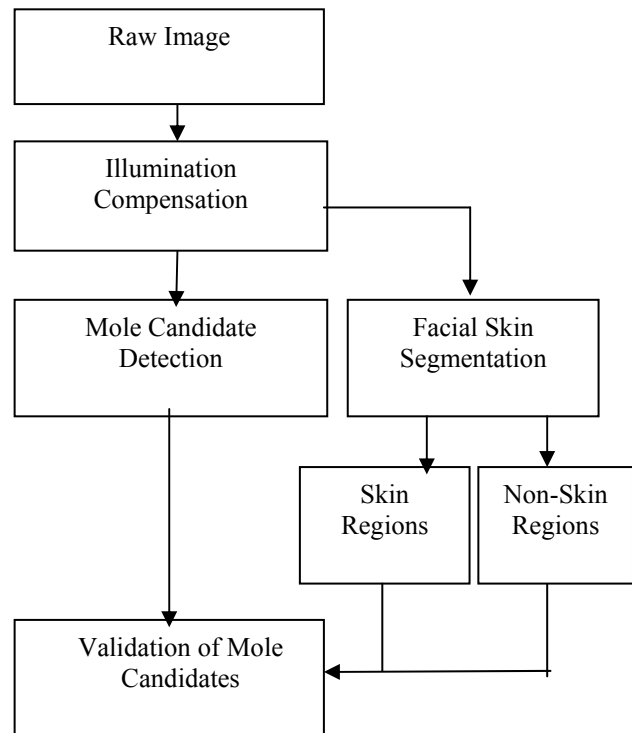 Raw Image
Illumination
Compensation
Mole Candidate
Detection
Facial Skin
Segmentation
Skin
Regions
Non-Skin
Regions
Validation of Mole
Candidates